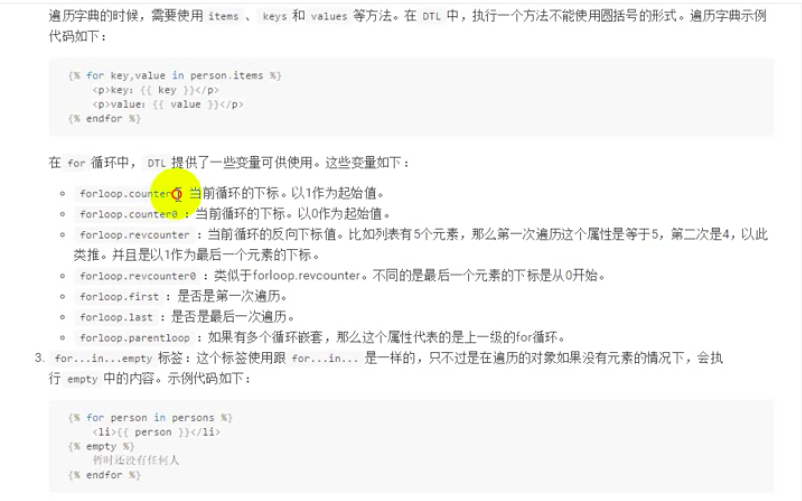 遍历字典的时候，需要使用 items 、 keys 和 values 等方法。在 DTL 中，执行一个方法不能使用圆括号的形式。遍历字典示例
代码如下：
{% for key,value in person.items %}
<p>key：{{ key }}</p>
<p>value：{{ value }}</p>
{% endfor %}
在 for 循环中， DTL 提供了一些变量可供使用。这些变量如下：
forloop.counter ：当前循环的下标。以1作为起始值。
forloop.counter0 ：当前循环的下标。以0作为起始值。
forloop.revcounter ：当前循环的反向下标值。比如列表有5个元素，那么第一次遍历这个属性是等于5，第二次是4，以此
类推。并且是以1作为最后一个元素的下标。
forloop.revcounter0 ：类似于forloop.revcounter。不同的是最后一个元素的下标是从0开始。
forloop.first ：是否是第一次遍历。
forloop.last ：是否是最后一次遍历。
forloop.parentloop ：如果有多个循环嵌套，那么这个属性代表的是上一级的for循环。
3. for...in...empty 标签：这个标签使用跟 for...in... 是一样的，只不过是在遍历的对象如果没有元素的情况下，会执
行 empty 中的内容。示例代码如下：
{% for person in persons %}
<li>{{ person }}</li>
{% empty %}
暂时还没有任何人
{% endfor %}